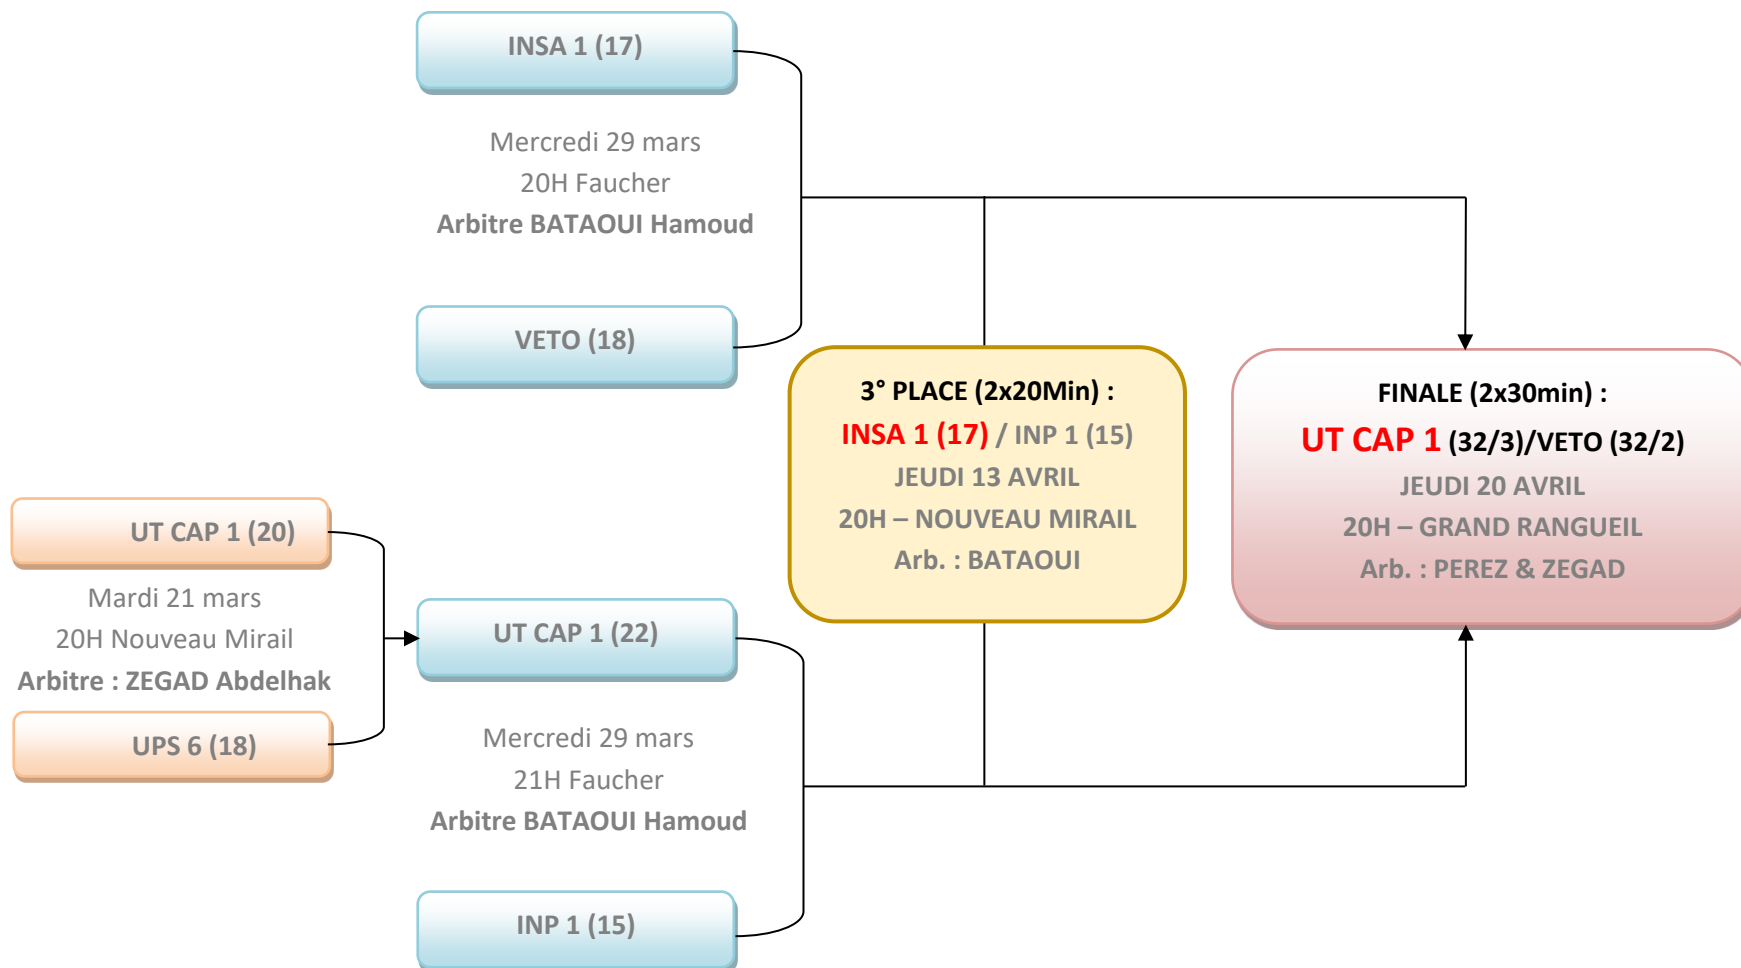 INSA 1 (17)
Mercredi 29 mars
20H Faucher
Arbitre BATAOUI Hamoud
VETO (18)
3° PLACE (2x20Min) :
INSA 1 (17) / INP 1 (15)
JEUDI 13 AVRIL
20H – NOUVEAU MIRAIL
Arb. : BATAOUI
FINALE (2x30min) :
UT CAP 1 (32/3)/VETO (32/2)
JEUDI 20 AVRIL
20H – GRAND RANGUEIL
Arb. : PEREZ & ZEGAD
UT CAP 1 (20)
Mardi 21 mars
20H Nouveau Mirail
Arbitre : ZEGAD Abdelhak
UPS 6 (18)
UT CAP 1 (22)
Mercredi 29 mars
21H Faucher
Arbitre BATAOUI Hamoud
INP 1 (15)